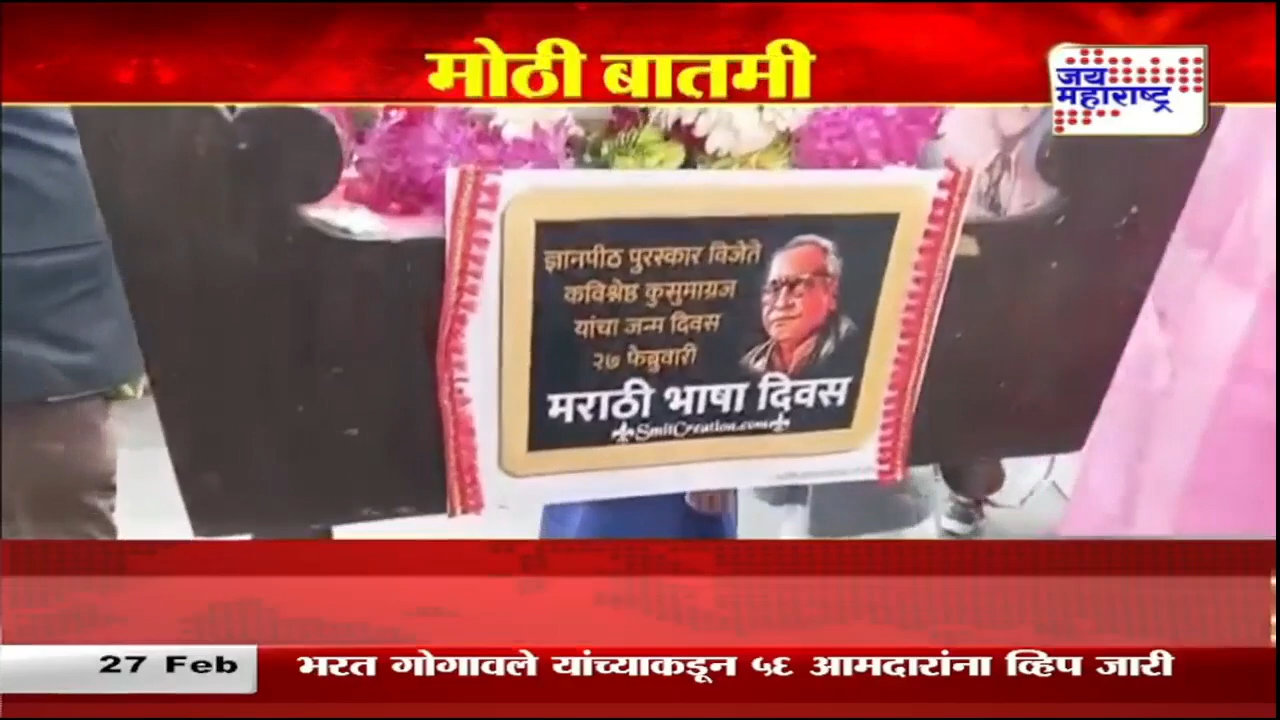 मोठी बातमी
जय
महाराष्ट्र
ज्ञानपीठ पुरस्कार विजेते
कविश्रेष्ठ कुसुमाग्रज
यांचा जन्म दिवस
२७ फेब्रुवारी
मराठी भाषा दिवस
SmitCreation.com
27 Feb
भरत गोगावले यांच्याकडून ५६ आमदारांना व्हिप जारी